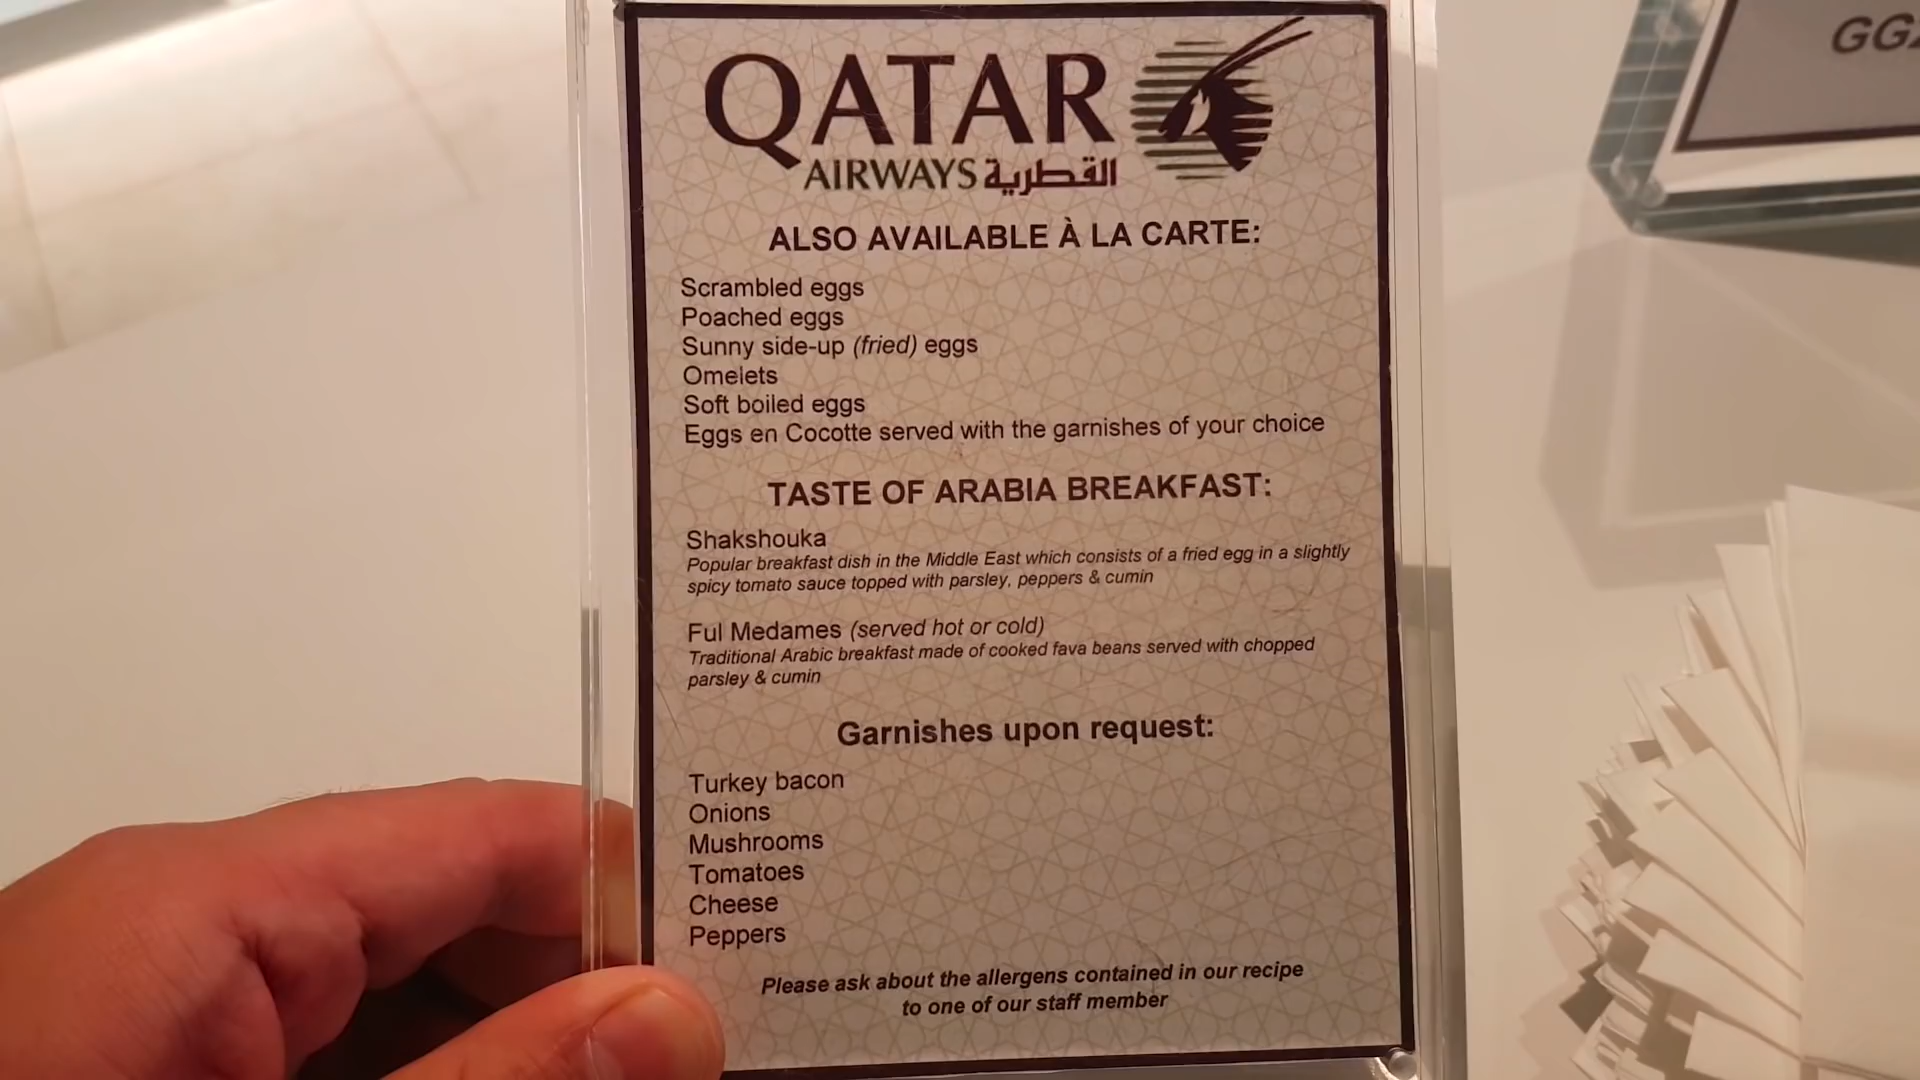 QATAR
AIRWAYS القطرية
ALSO AVAILABLE À LA CARTE:
Scrambled eggs
Poached eggs
Sunny side-up (fried) eggs
Omelets
Soft boiled eggs
Eggs en Cocotte served with the garnishes of your choice
TASTE OF ARABIA BREAKFAST:
Shakshouka
Popular breakfast dish in the Middle East which consists of a fried egg in a slightly
spicy tomato sauce topped with parsley, peppers & cumin
Ful Medames (served hot or cold)
Traditional Arabic breakfast made of cooked fava beans served with chopped
parsley & cumin
Garnishes upon request:
Turkey bacon
Onions
Mushrooms
Tomatoes
Cheese
Peppers
Please ask about the allergens contained in our recipe
to one of our staff member